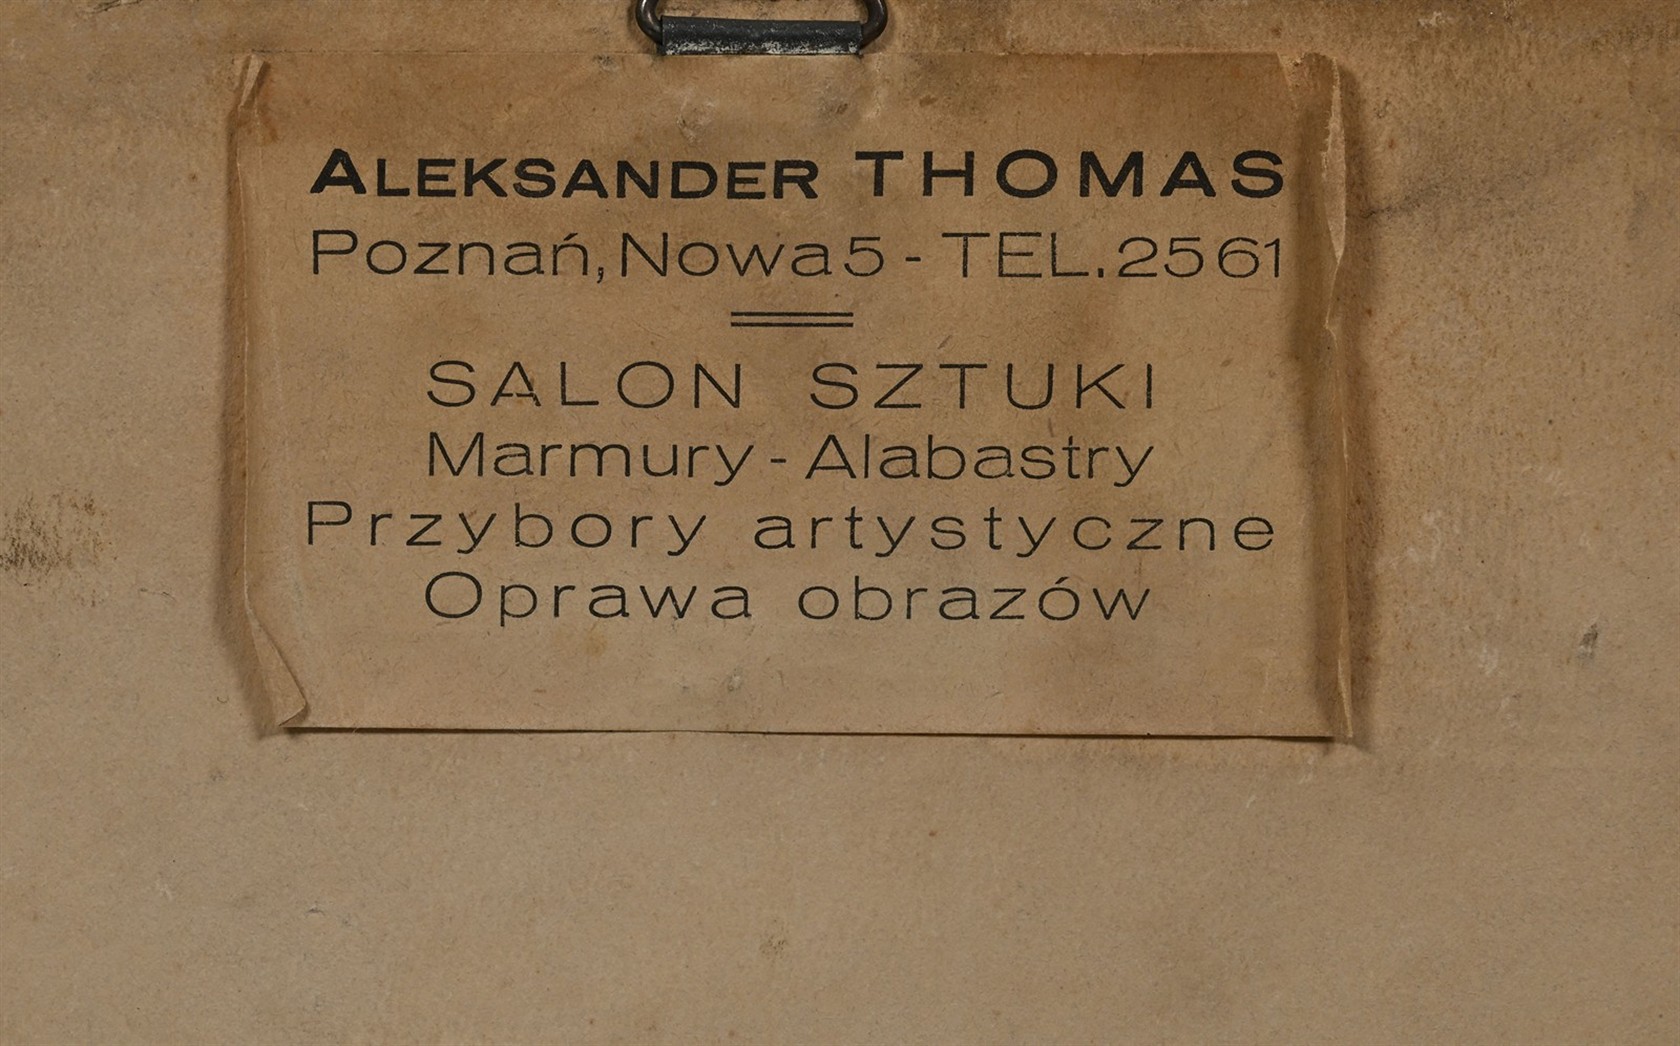 ALEKSANDER THOMAS
Poznań, Nowa 5 - TEL. 2561
SALON SZTUKI
Marmury - Alabastry
Przybory artystyczne
Oprawa obrazów